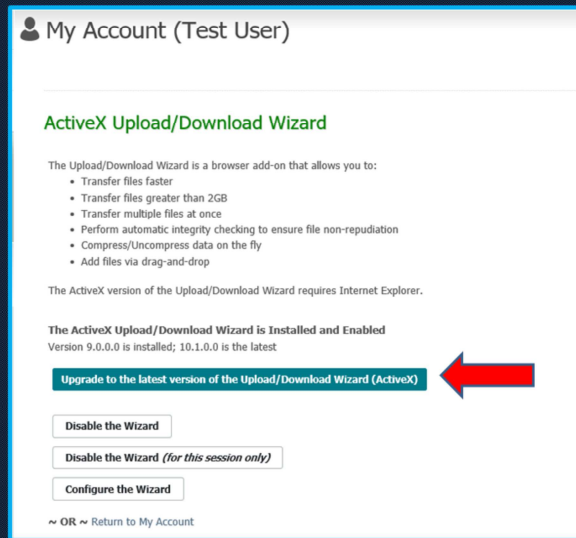 My Account (Test User)
ActiveX Upload/Download Wizard
The Upload/Download Wizard is a browser add-on that allows you to:
• Transfer files faster
• Transfer files greater than 2GB
• Transfer multiple files at once
• Perform automatic integrity checking to ensure file non-repudiation
• Compress/Uncompress data on the fly
• Add files via drag-and-drop
The ActiveX version of the Upload/Download Wizard requires Internet Explorer.
The ActiveX Upload/Download Wizard is Installed and Enabled
Version 9.0.0.0 is installed; 10.1.0.0 is the latest
Upgrade to the latest version of the Upload/Download Wizard (ActiveX)
Disable the Wizard
Disable the Wizard (for this session only)
Configure the Wizard
~ OR ~ Return to My Account